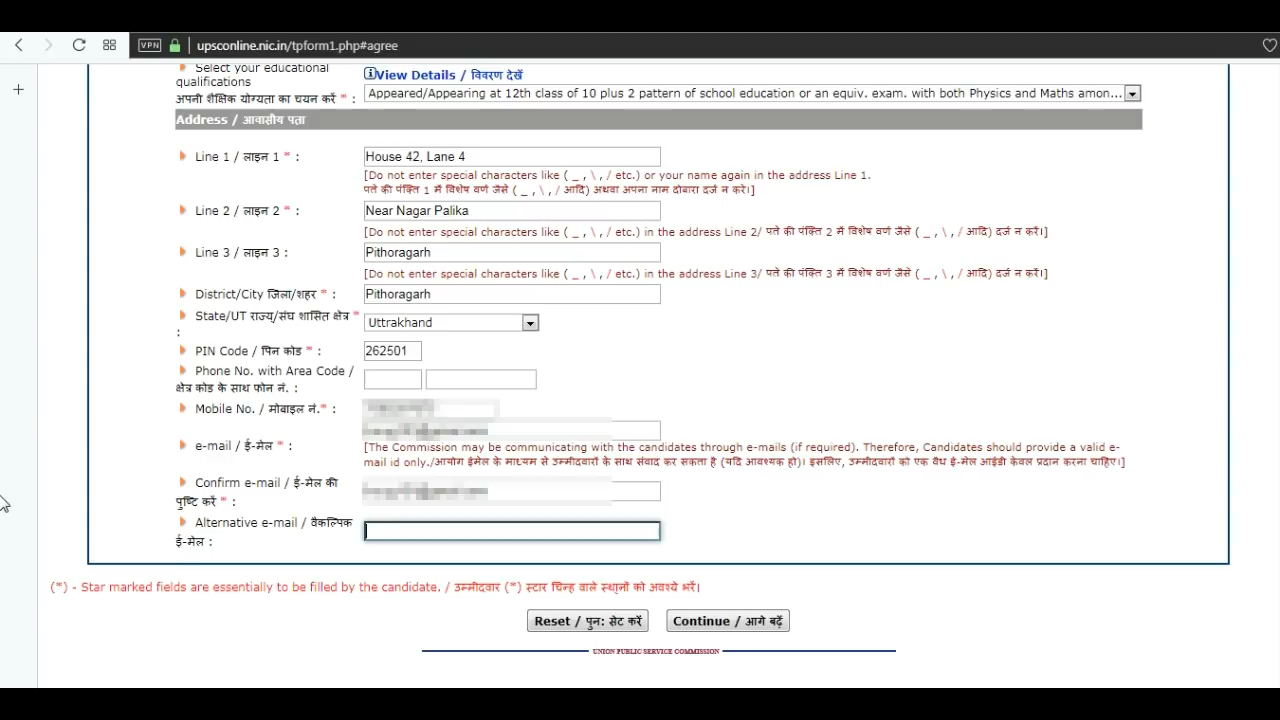 VPN upsconline.nic.in/tpform1.php#agree
Select your educational
qualifications
अपनी शैक्षिक योग्यता का चयन करें * :
View Details / विवरण देखें
Appeared/Appearing at 12th class of 10 plus 2 pattern of school education or an equiv. exam. with both Physics and Maths amon...
Address / आवासीय पता
Line 1 / लाइन 1 * : House 42, Lane 4
[Do not enter special characters like ( _ , \ , / etc.) or your name again in the address Line 1.
पते की पंक्ति 1 में विशेष वर्ण जैसे ( _ , \ , / आदि) अथवा अपना नाम दोबारा दर्ज न करें।]
Line 2 / लाइन 2 * : Near Nagar Palika
[Do not enter special characters like ( _ , \ , / etc.) in the address Line 2/ पते की पंक्ति 2 में विशेष वर्ण जैसे ( _ , \ , / आदि) दर्ज न करें।]
Line 3 / लाइन 3 : Pithoragarh
[Do not enter special characters like ( _ , \ , / etc.) in the address Line 3/ पते की पंक्ति 3 में विशेष वर्ण जैसे ( _ , \ , / आदि) दर्ज न करें।]
District/City जिला/शहर * : Pithoragarh
State/UT राज्य/संघ शासित क्षेत्र * Uttrakhand
:
PIN Code / पिन कोड * : 262501
Phone No. with Area Code /
क्षेत्र कोड के साथ फोन नं. :
Mobile No. / मोबाइल नं.* :
e-mail / ई-मेल * :
[The Commission may be communicating with the candidates through e-mails (if required). Therefore, Candidates should provide a valid e-
mail id only./आयोग ईमेल के माध्यम से उम्मीदवारों के साथ संवाद कर सकता है (यदि आवश्यक हो)। इसलिए, उम्मीदवारों को एक वैध ई-मेल आईडी केवल प्रदान करना चाहिए।]
Confirm e-mail / ई-मेल की
पुष्टि करें * :
Alternative e-mail / वैकल्पिक
ई-मेल :
(*) - Star marked fields are essentially to be filled by the candidate. / उम्मीदवार (*) स्टार चिन्ह वाले स्थानों को अवश्ये भरें।
Reset / पुन: सेट करें Continue / आगे बढ़ें
UNION PUBLIC SERVICE COMMISSION